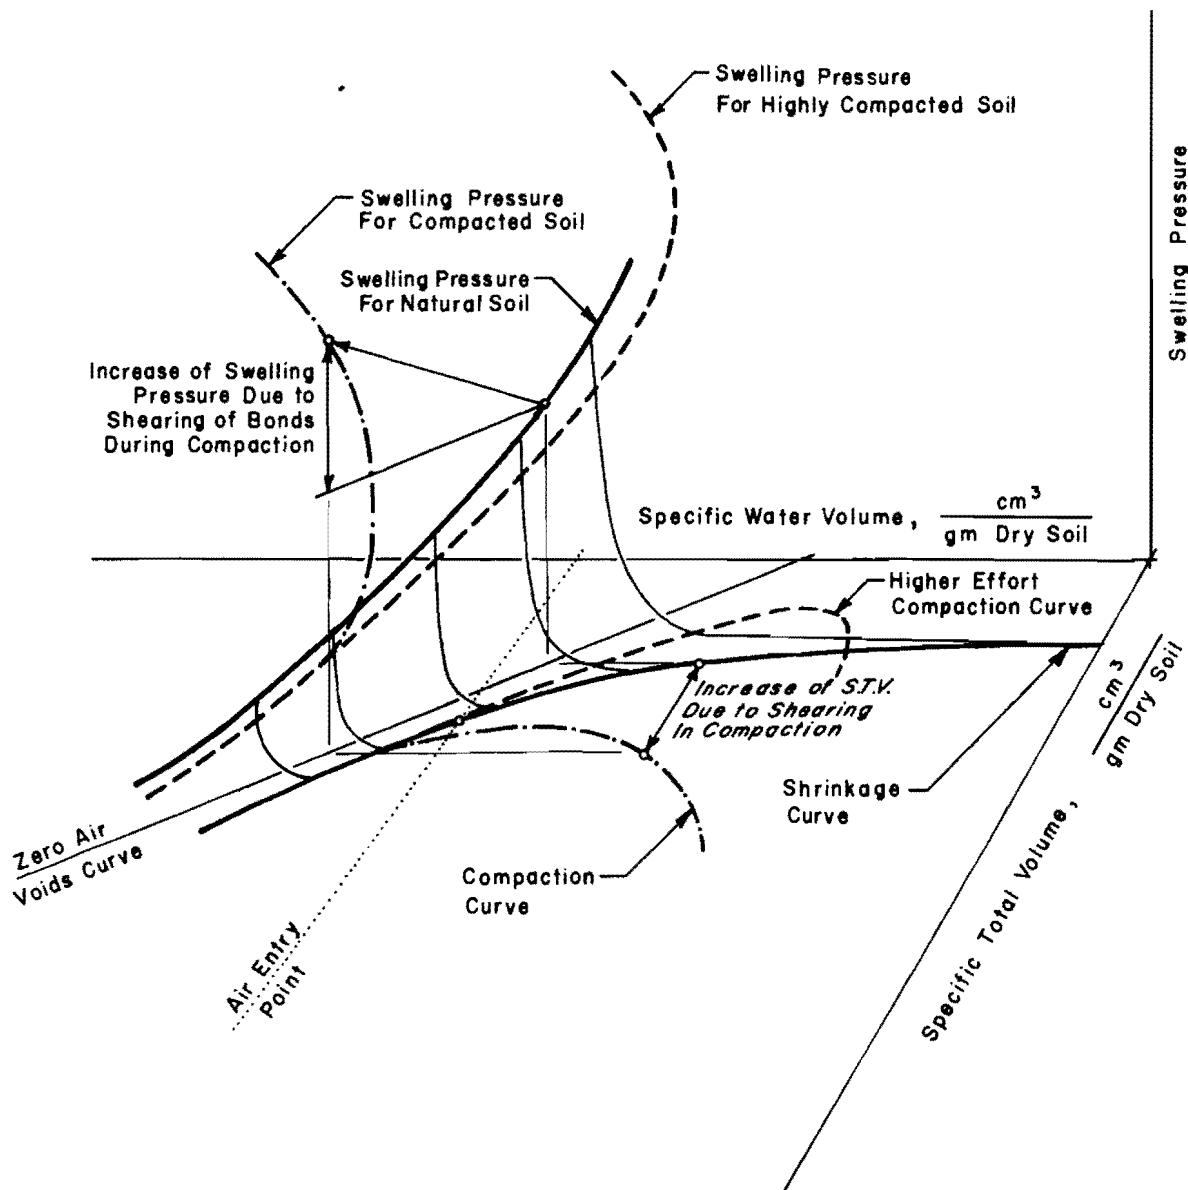 Swelling Pressure
For Highly Compacted Soil
Swelling Pressure
Swelling Pressure
For Compacted Soil
Swelling Pressure
For Natural Soil
Increase of Swelling
Pressure Due to
Shearing of Bonds
During Compaction
Specific Water Volume, cm³
gm Dry Soil
Higher Effort
Compaction Curve
Increase of S.T.V.
Due to Shearing
In Compaction
cm³
gm Dry Soil
Shrinkage
Curve
Specific Total Volume,
Zero Air
Voids Curve
Compaction
Curve
Air Entry
Point